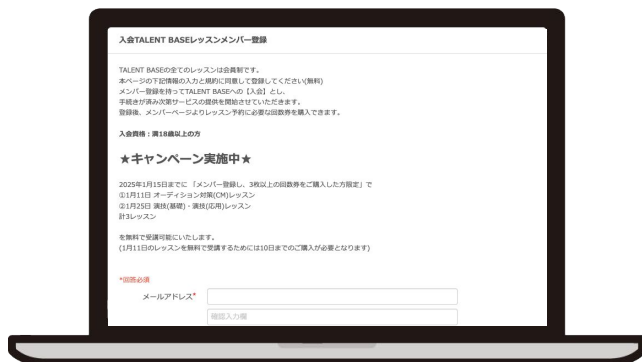 入会TALENT BASEレッスンメンバー登録
TALENT BASEの全てのレッスンは会員制です。
本ページの下記情報の入力と規約に同意して登録してください(無料)
メンバー登録を持ってTALENT BASEへの【入会】とし、
手続きが済み次第サービスの提供を開始させていただきます。
登録後、メンバーページよりレッスン予約に必要な回数券を購入できます。
入会資格：満18歳以上の方
★キャンペーン実施中★
2025年1月15日までに 「メンバー登録し、3枚以上の回数券をご購入した方限定」で
①1月11日 オーディション対策(CM)レッスン
②1月25日 演技(基礎)・演技(応用)レッスン
計3レッスン
を無料で受講可能にいたします。
(1月11日のレッスンを無料で受講するためには10日までのご購入が必要となります)
*回答必須
メールアドレス*
確認入力欄